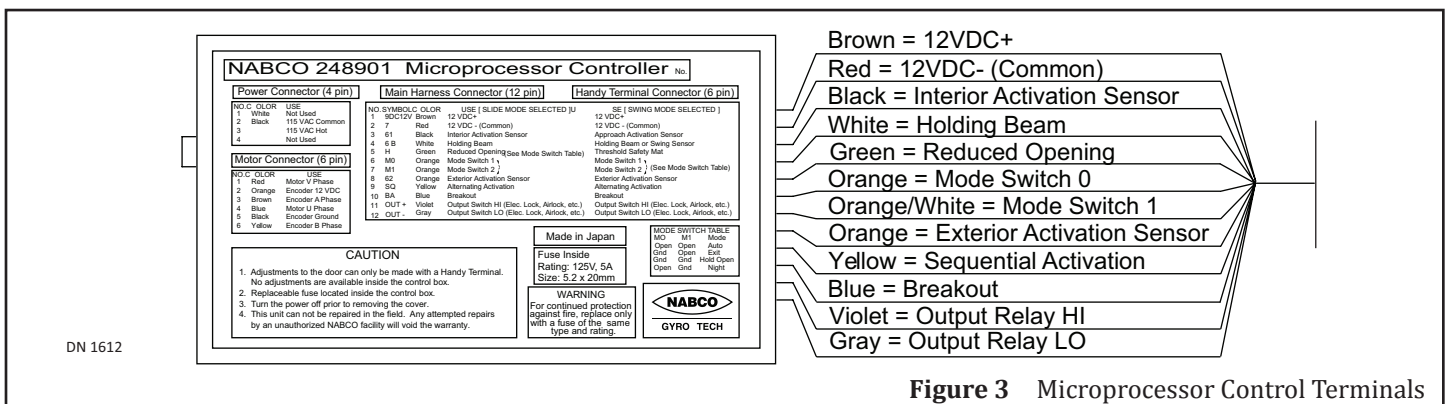 NABCO 248901 Microprocessor Controller No.
Power Connector (4 pin)
NO.C OLOR USE
1 White Not Used
2 Black 115 VAC Common
3 115 VAC Hot
4 Not Used
Motor Connector (6 pin)
NO.C OLOR USE
1 Red Motor V Phase
2 Orange Encoder 12 VDC
3 Brown Encoder A Phase
4 Blue Motor U Phase
5 Black Encoder Ground
6 Yellow Encoder B Phase
Main Harness Connector (12 pin) Handy Terminal Connector (6 pin)
NO. SYMBOLC OLOR USE [ SLIDE MODE SELECTED ]U SE [ SWING MODE SELECTED ]
1 9DC12V Brown 12 VDC+ 12 VDC+
2 7 Red 12 VDC - (Common) 12 VDC - (Common)
3 61 Black Interior Activation Sensor Approach Activation Sensor
4 6 B White Holding Beam Holding Beam or Swing Sensor
5 H Green Reduced Opening Threshold Safety Mat
6 M0 Orange Mode Switch 1 (See Mode Switch Table) Mode Switch 1
7 M1 Orange Mode Switch 2 Mode Switch 2 (See Mode Switch Table)
8 62 Orange Exterior Activation Sensor Exterior Activation Sensor
9 SQ Yellow Alternating Activation Alternating Activation
10 BA Blue Breakout Breakout
11 OUT + Violet Output Switch HI (Elec. Lock, Airlock, etc.) Output Switch HI (Elec. Lock, Airlock, etc.)
12 OUT - Gray Output Switch LO (Elec. Lock, Airlock, etc.) Output Switch LO (Elec. Lock, Airlock, etc.)
CAUTION
1. Adjustments to the door can only be made with a Handy Terminal.
No adjustments are available inside the control box.
2. Replaceable fuse located inside the control box.
3. Turn the power off prior to removing the cover.
4. This unit can not be repaired in the field. Any attempted repairs
by an unauthorized NABCO facility will void the warranty.
Made in Japan
Fuse Inside
Rating: 125V, 5A
Size: 5.2 x 20mm
WARNING
For continued protection
against fire, replace only
with a fuse of the same
type and rating.
MODE SWITCH TABLE
MO M1 Mode
Open Open Auto
Gnd Open Exit
Gnd Gnd Hold Open
Open Gnd Night
NABCO
GYRO TECH
Brown = 12VDC+
Red = 12VDC- (Common)
Black = Interior Activation Sensor
White = Holding Beam
Green = Reduced Opening
Orange = Mode Switch 0
Orange/White = Mode Switch 1
Orange = Exterior Activation Sensor
Yellow = Sequential Activation
Blue = Breakout
Violet = Output Relay HI
Gray = Output Relay LO
DN 1612
Figure 3 Microprocessor Control Terminals